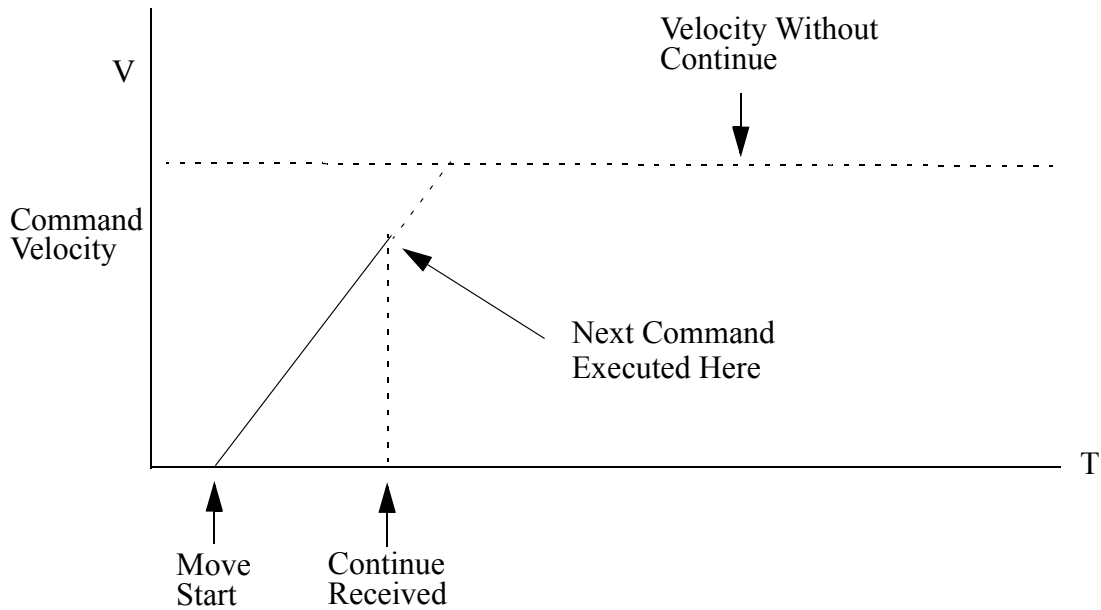 Velocity Without
Continue
V
Command
Velocity
Next Command
Executed Here
T
Move
Start
Continue
Received